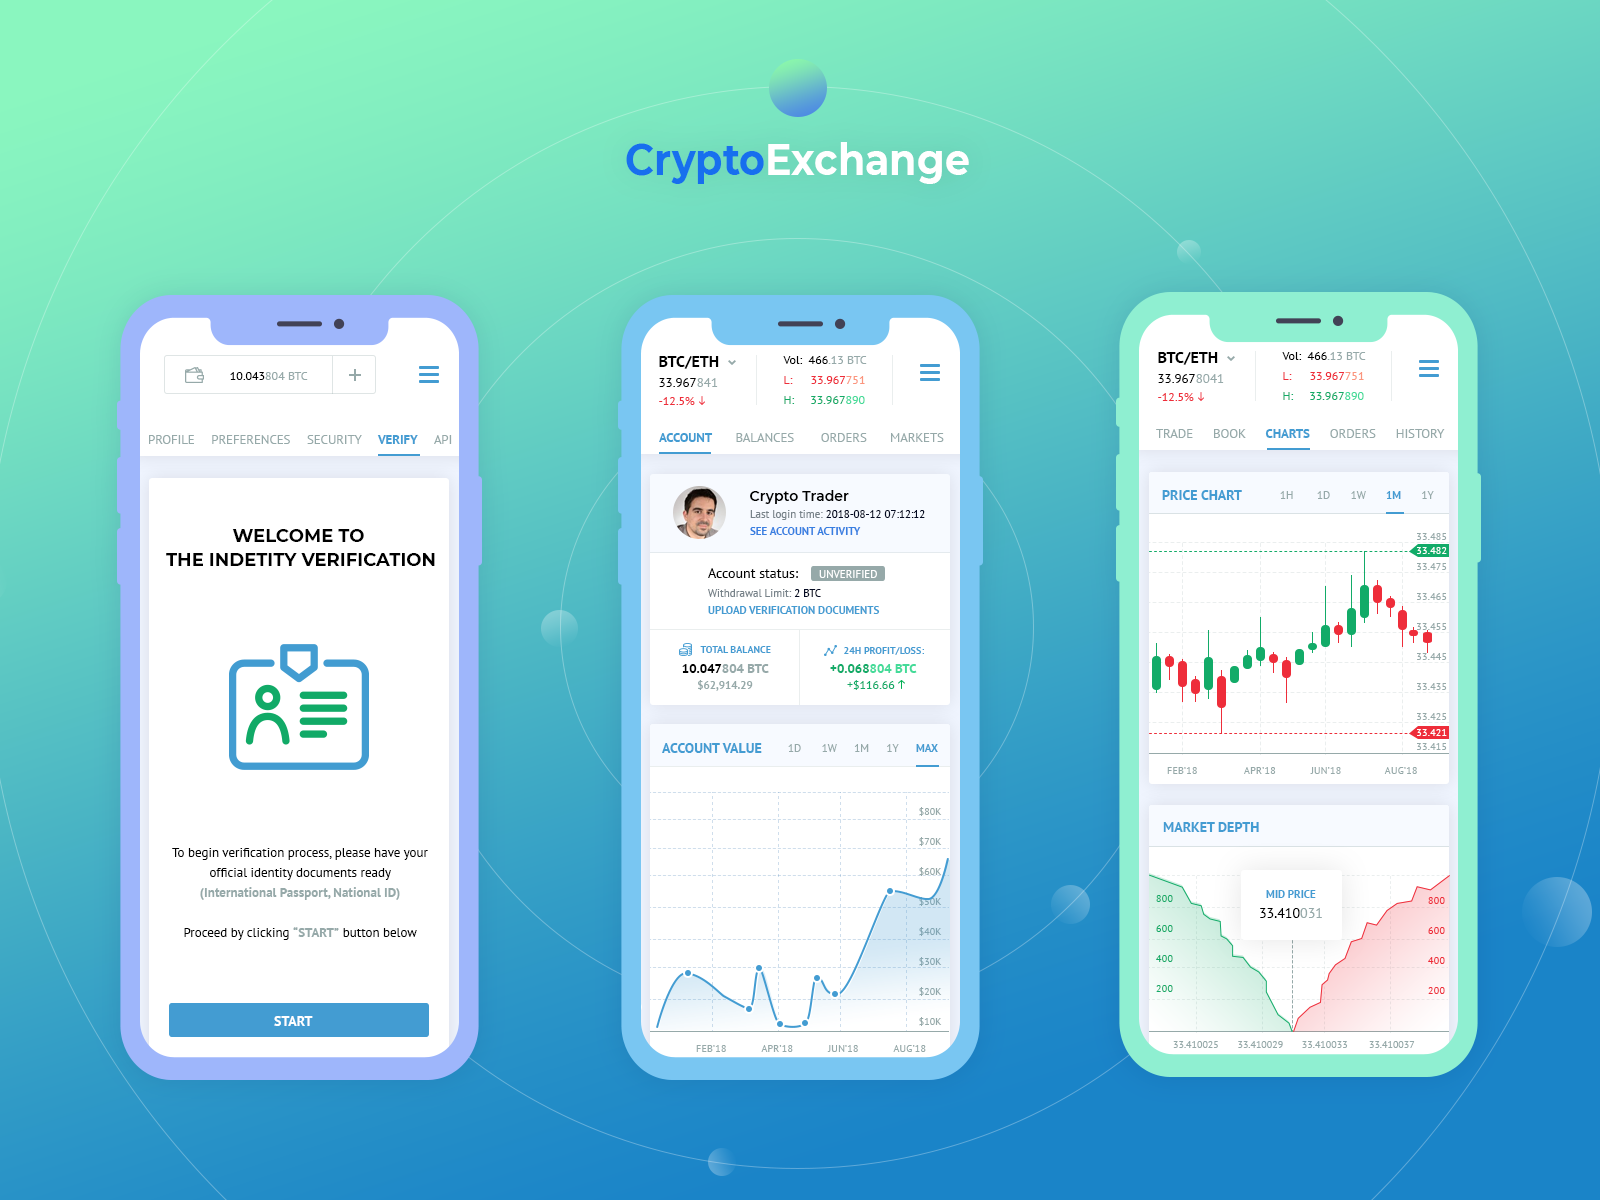 CryptoExchange
10.043804 BTC
PROFILE PREFERENCES SECURITY VERIFY API
WELCOME TO
THE INDETITY VERIFICATION
To begin verification process, please have your
official identity documents ready
(International Passport, National ID)
Proceed by clicking "START" button below
START
BTC/ETH
33.967841
-12.5% ↓
Vol: 466.13 BTC
L: 33.967751
H: 33.967890
ACCOUNT BALANCES ORDERS MARKETS
Crypto Trader
Last login time: 2018-08-12 07:12:12
SEE ACCOUNT ACTIVITY
Account status: UNVERIFIED
Withdrawal Limit: 2 BTC
UPLOAD VERIFICATION DOCUMENTS
TOTAL BALANCE
10.047804 BTC
$62,914.29
24H PROFIT/LOSS:
+0.068804 BTC
+$116.66 ↑
ACCOUNT VALUE 1D 1W 1M 1Y MAX
$80K
$70K
$60K
$50K
$40K
$30K
$20K
$10K
FEB'18 APR'18 JUN'18 AUG'18
BTC/ETH
33.9678041
-12.5% ↓
Vol: 466.13 BTC
L: 33.967751
H: 33.967890
TRADE BOOK CHARTS ORDERS HISTORY
PRICE CHART 1H 1D 1W 1M 1Y
33.485
33.482
33.475
33.465
33.455
33.445
33.435
33.425
33.421
33.415
FEB'18 APR'18 JUN'18 AUG'18
MARKET DEPTH
MID PRICE
33.410031
800 800
600 600
400 400
200 200
33.410025 33.410029 33.410033 33.410037